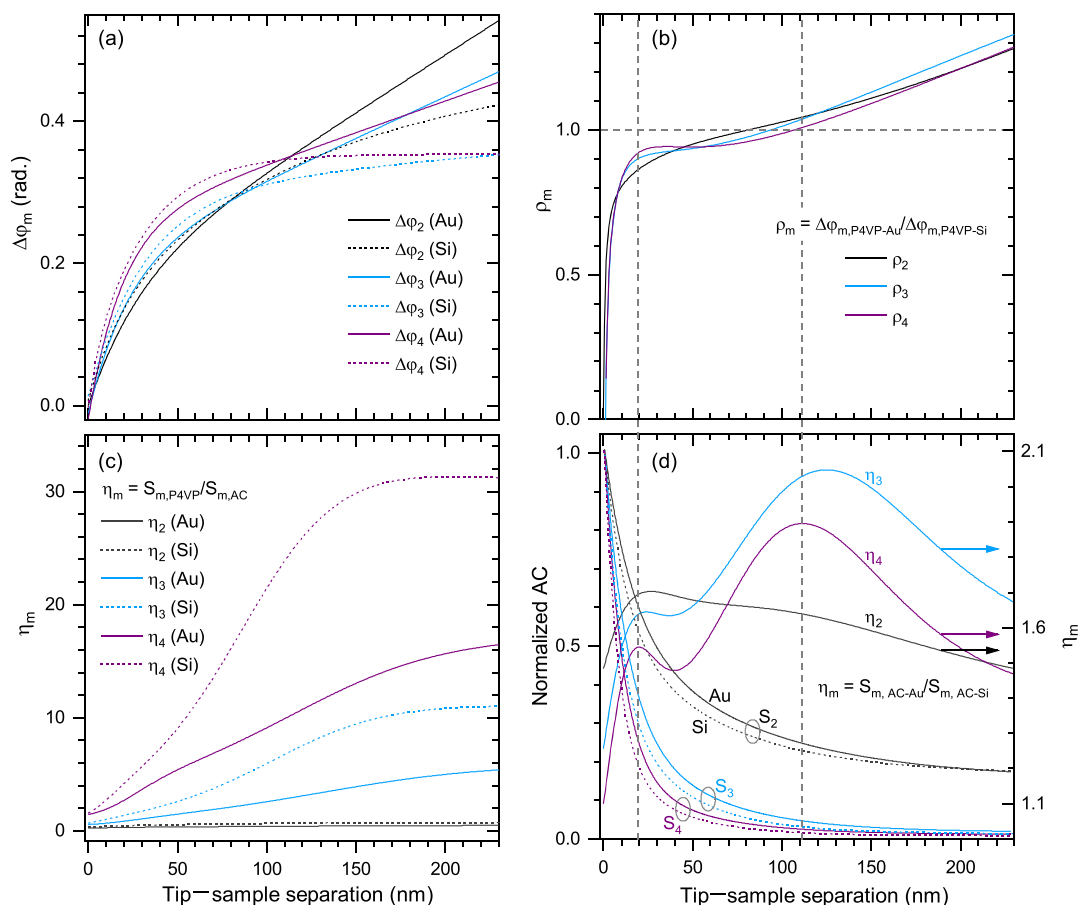 (a)
0.4
0.2
0.0
Δφm (rad.)
Δφ2 (Au)
Δφ2 (Si)
Δφ3 (Au)
Δφ3 (Si)
Δφ4 (Au)
Δφ4 (Si)
(b)
1.0
0.5
0.0
ρm
ρm = Δφm,P4VP-Au/Δφm,P4VP-Si
ρ2
ρ3
ρ4
(c)
30
20
10
0
ηm
ηm = Sm,P4VP/Sm,AC
η2 (Au)
η2 (Si)
η3 (Au)
η3 (Si)
η4 (Au)
η4 (Si)
0 50 100 150 200
Tip—sample separation (nm)
(d)
1.0
0.5
0.0
Normalized AC
2.1
1.6
1.1
ηm
η3
η4
η2
ηm = Sm, AC-Au/Sm, AC-Si
Au
Si
S2
S3
S4
0 50 100 150 200
Tip—sample separation (nm)